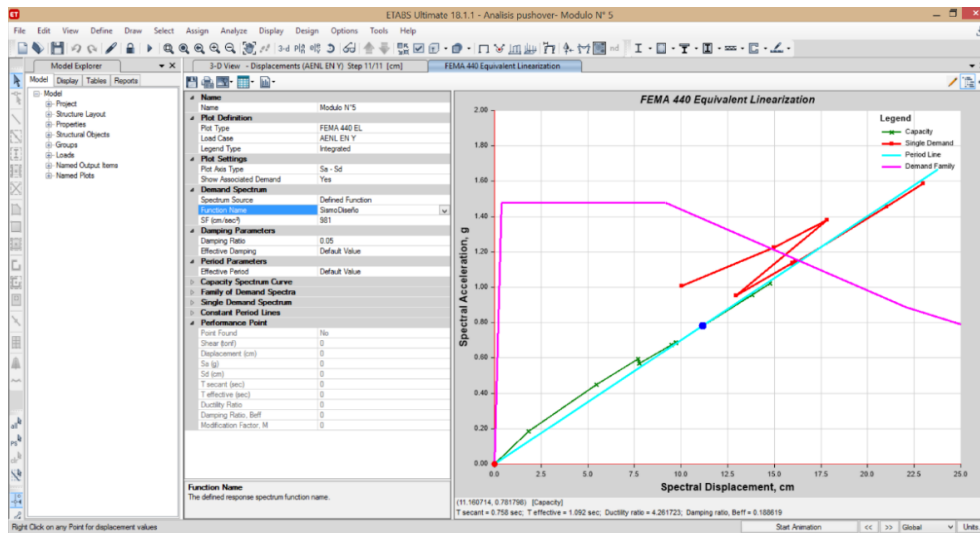 ETABS Ultimate 18.1.1 - Analisis pushover- Modulo N° 5
File Edit View Define Draw Select Assign Analyze Display Design Options Tools Help
Model Explorer
3-D View - Displacements (AENL EN Y) Step 11/11 [cm]
FEMA 440 Equivalent Linearization
Model Display Tables Reports
Model
Project
Structure Layout
Properties
Structural Objects
Groups
Loads
Named Output Items
Named Plots
Name
Name Modulo N°5
Plot Definition
Plot Type FEMA 440 EL
Load Case AENL EN Y
Legend Type Integrated
Plot Settings
Plot Axis Type Sa - Sd
Show Associated Demand Yes
Demand Spectrum
Spectrum Source Defined Function
Function Name SismoDiseño
SF (cm/sec²) 981
Damping Parameters
Damping Ratio 0.05
Effective Damping Default Value
Period Parameters
Effective Period Default Value
Capacity Spectrum Curve
Family of Demand Spectra
Single Demand Spectrum
Constant Period Lines
Performance Point
Point Found No
Shear (tonf) 0
Displacement (cm) 0
Sa (g) 0
Sd (cm) 0
T secant (sec) 0
T effective (sec) 0
Ductility Ratio 0
Damping Ratio, Beff 0
Modification Factor, M 0
Function Name
The defined response spectrum function name.
FEMA 440 Equivalent Linearization
Legend
Capacity
Single Demand
Period Line
Demand Family
Spectral Acceleration, g
2.00
1.80
1.60
1.40
1.20
1.00
0.80
0.60
0.40
0.20
0.00
0.0 2.5 5.0 7.5 10.0 12.5 15.0 17.5 20.0 22.5 25.0
Spectral Displacement, cm
(11.160714, 0.781798) [Capacity]
T secant = 0.758 sec; T effective = 1.092 sec; Ductility ratio = 4.261723; Damping ratio, Beff = 0.188619
Right Click on any Point for displacement values
Start Animation << >> Global Units.